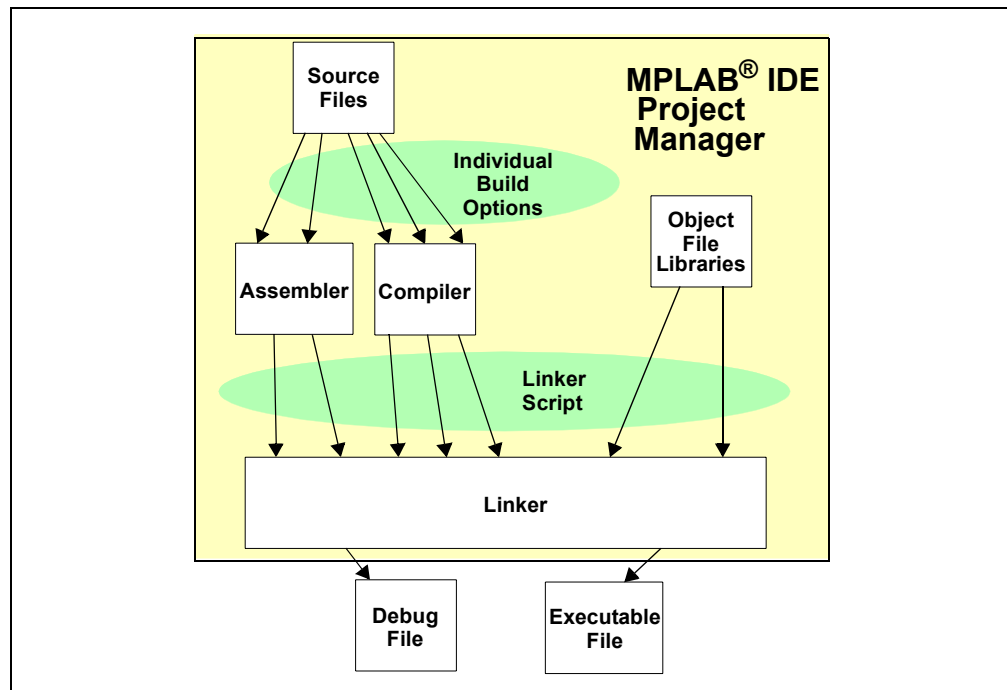 Source
Files
MPLAB® IDE
Project
Manager
Individual
Build
Options
Object
File
Libraries
Assembler
Compiler
Linker
Script
Linker
Debug
File
Executable
File